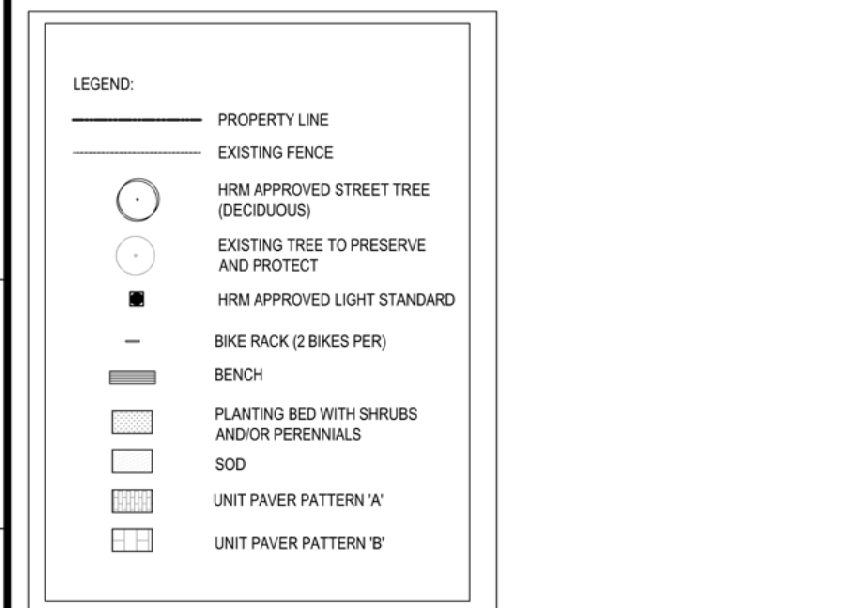 LEGEND:
PROPERTY LINE
EXISTING FENCE
HRM APPROVED STREET TREE
(DECIDUOUS)
EXISTING TREE TO PRESERVE
AND PROTECT
HRM APPROVED LIGHT STANDARD
BIKE RACK (2 BIKES PER)
BENCH
PLANTING BED WITH SHRUBS
AND/OR PERENNIALS
SOD
UNIT PAVER PATTERN 'A'
UNIT PAVER PATTERN 'B'